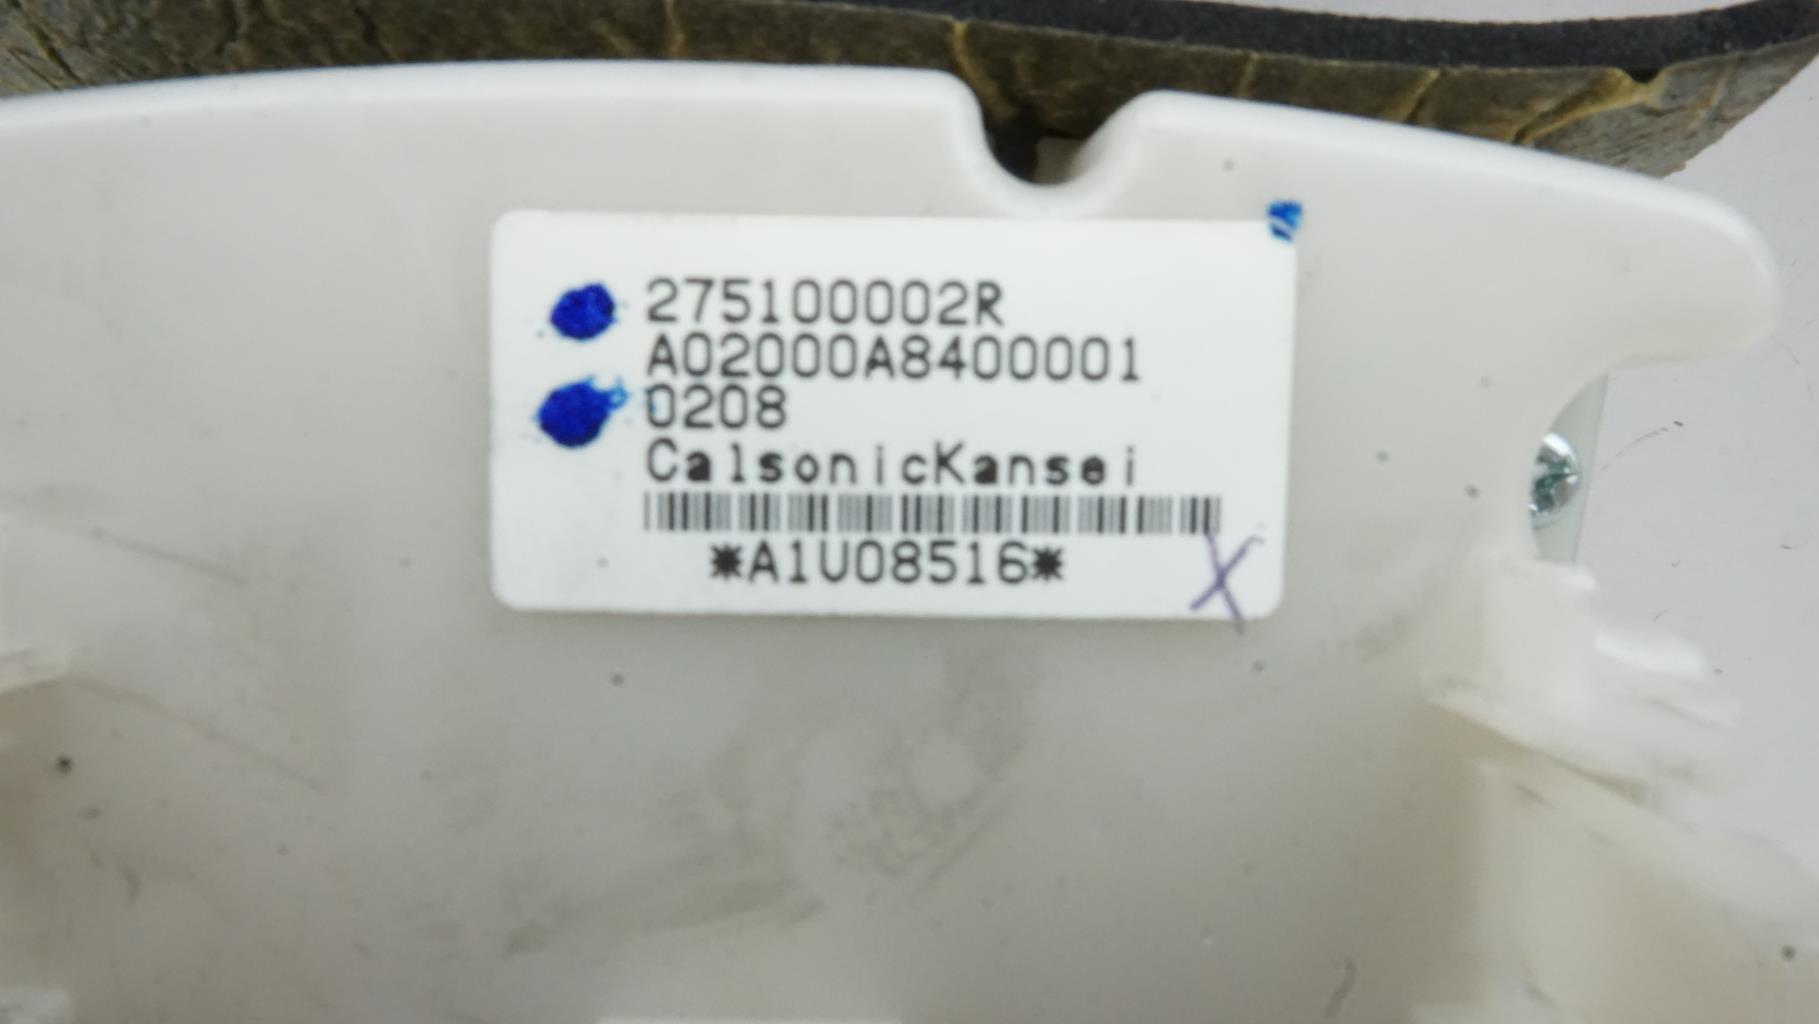 275100002R
A02000A8400001
0208
CalsonicKansei
*A1U08516*
X